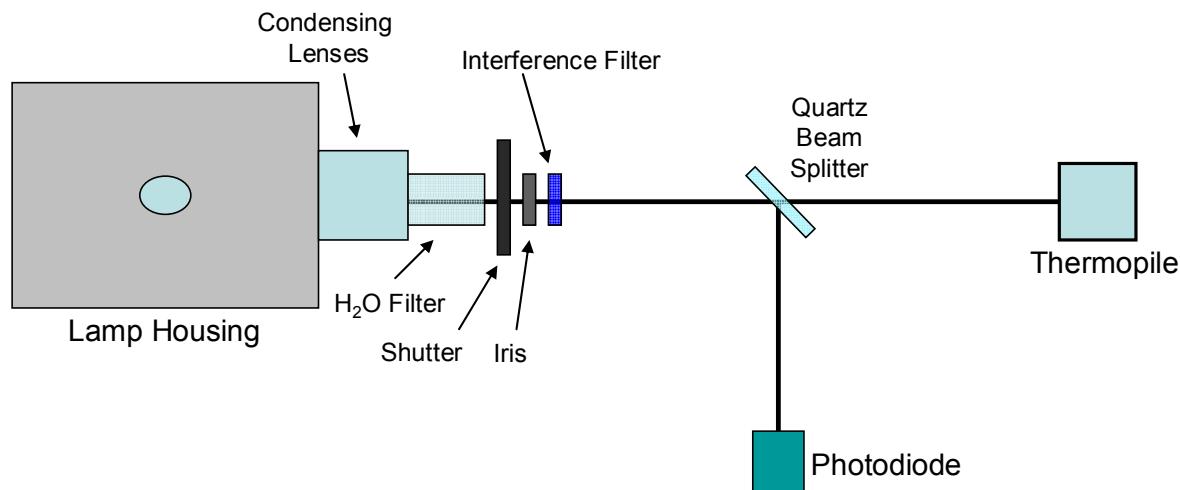 Condensing
Lenses
Interference Filter
Quartz
Beam
Splitter
Thermopile
H₂O Filter
Lamp Housing
Shutter
Iris
Photodiode